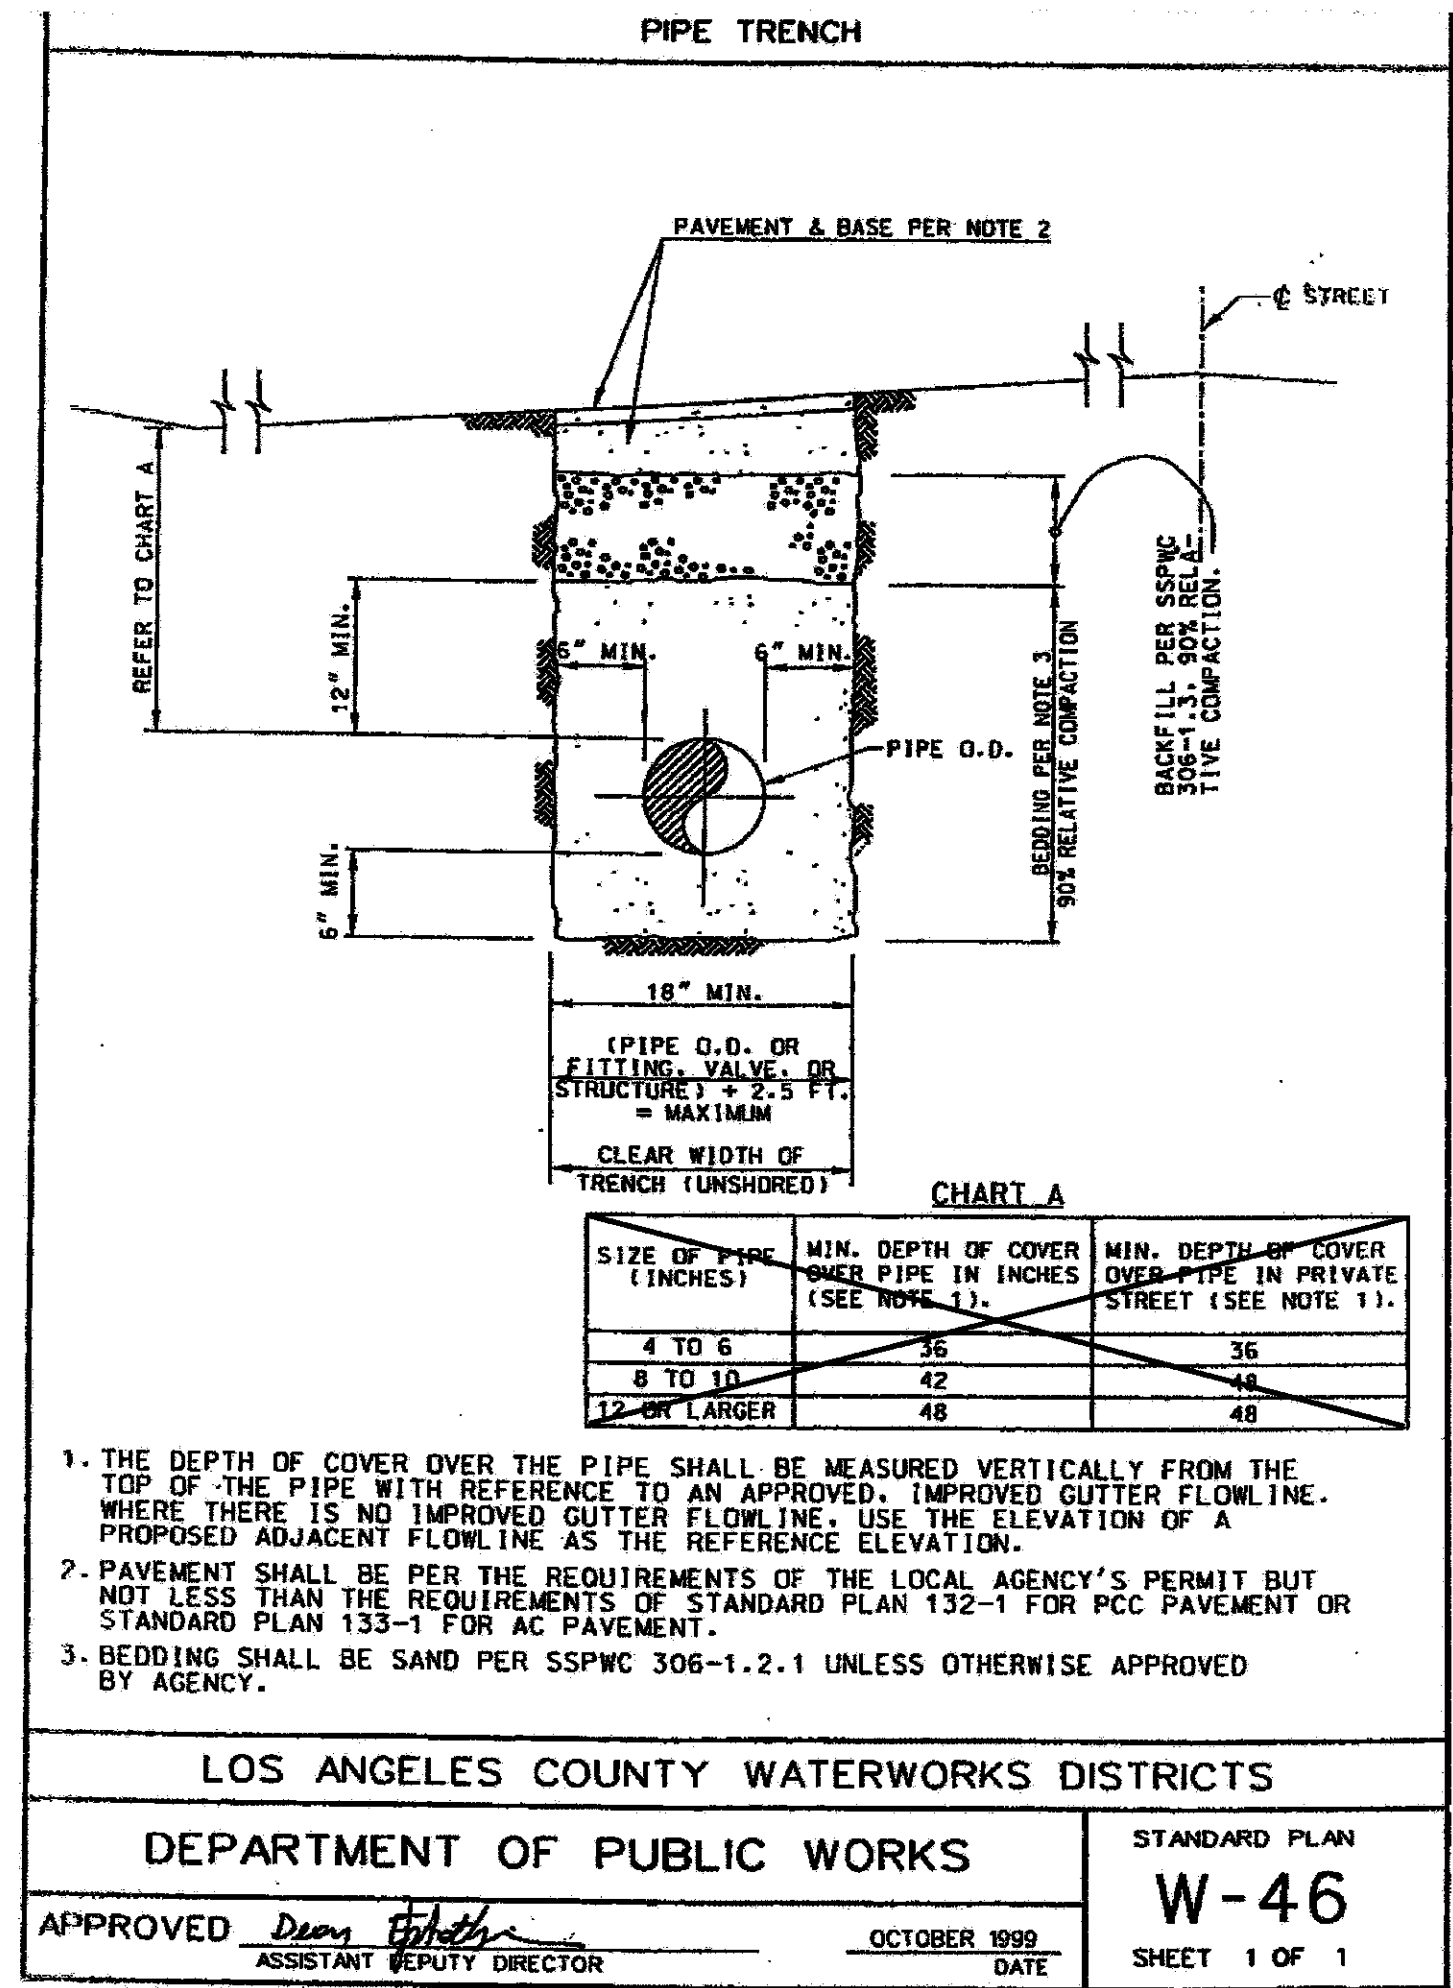 PIPE TRENCH
PAVEMENT & BASE PER NOTE 2
℄ STREET
REFER TO CHART A
12" MIN.
6" MIN.
6" MIN.
PIPE O.D.
6" MIN.
BEDDING PER NOTE 3
90% RELATIVE COMPACTION
BACKFILL PER SSPWC
306-1.3. 90% RELA-
TIVE COMPACTION.
18" MIN.
(PIPE O.D. OR
FITTING, VALVE, OR
STRUCTURE) + 2.5 FT.
= MAXIMUM
CLEAR WIDTH OF
TRENCH (UNSHORED)
CHART A
SIZE OF PIPE
(INCHES)
MIN. DEPTH OF COVER
OVER PIPE IN INCHES
(SEE NOTE 1).
MIN. DEPTH OF COVER
OVER PIPE IN PRIVATE
STREET (SEE NOTE 1).
4 TO 6 36 36
8 TO 10 42 48
12 OR LARGER 48 48
1. THE DEPTH OF COVER OVER THE PIPE SHALL BE MEASURED VERTICALLY FROM THE
TOP OF THE PIPE WITH REFERENCE TO AN APPROVED, IMPROVED GUTTER FLOWLINE.
WHERE THERE IS NO IMPROVED GUTTER FLOWLINE, USE THE ELEVATION OF A
PROPOSED ADJACENT FLOWLINE AS THE REFERENCE ELEVATION.
2. PAVEMENT SHALL BE PER THE REQUIREMENTS OF THE LOCAL AGENCY'S PERMIT BUT
NOT LESS THAN THE REQUIREMENTS OF STANDARD PLAN 132-1 FOR PCC PAVEMENT OR
STANDARD PLAN 133-1 FOR AC PAVEMENT.
3. BEDDING SHALL BE SAND PER SSPWC 306-1.2.1 UNLESS OTHERWISE APPROVED
BY AGENCY.
LOS ANGELES COUNTY WATERWORKS DISTRICTS
DEPARTMENT OF PUBLIC WORKS
STANDARD PLAN
W-46
SHEET 1 OF 1
APPROVED
ASSISTANT DEPUTY DIRECTOR
OCTOBER 1999
DATE